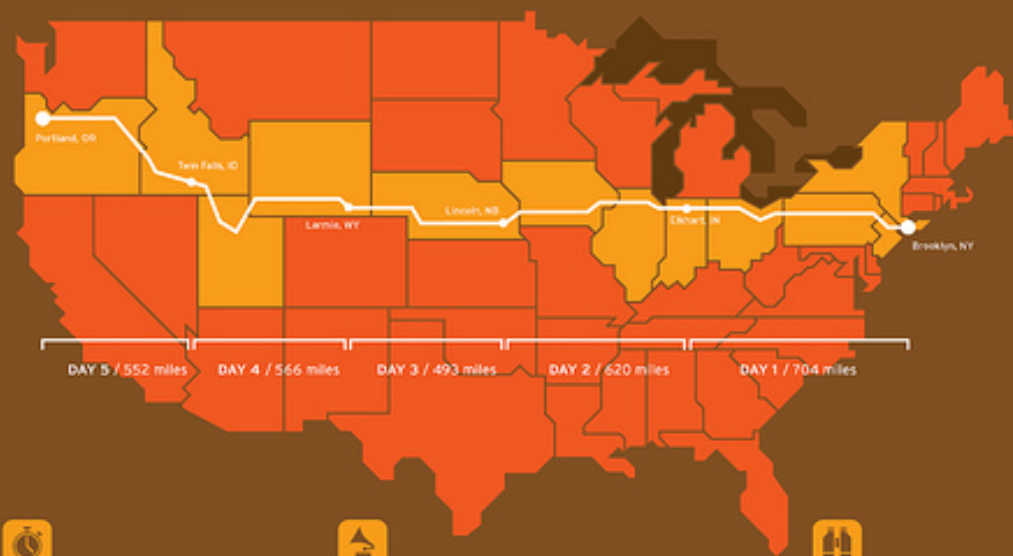 Portland, OR
Twin Falls, ID
Larmie, WY
Lincoln, NB
Elkhart, IN
Brooklyn, NY
DAY 5 / 552 miles
DAY 4 / 566 miles
DAY 3 / 493 miles
DAY 2 / 620 miles
DAY 1 / 704 miles